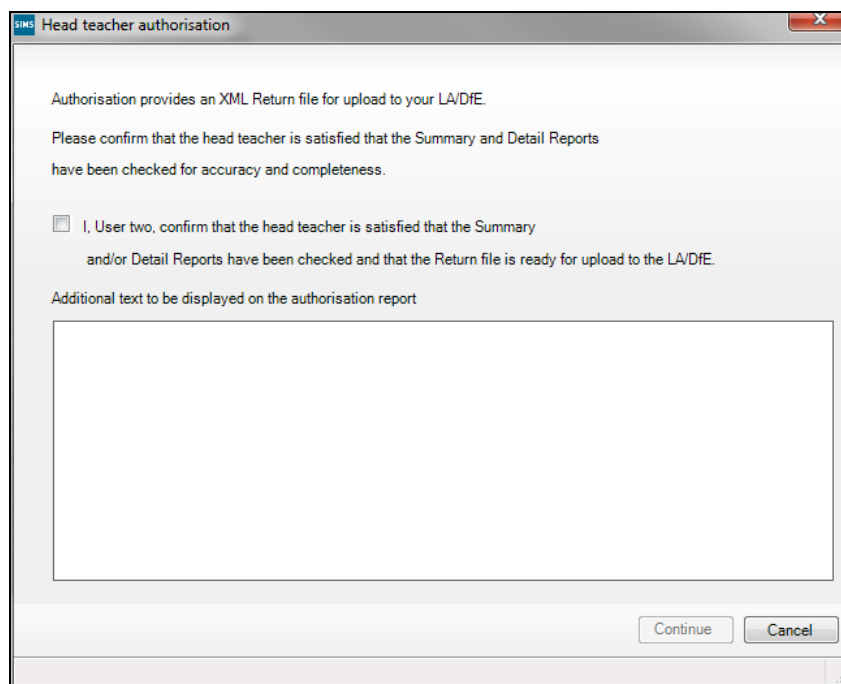 SIMS Head teacher authorisation
Authorisation provides an XML Return file for upload to your LA/DfE.
Please confirm that the head teacher is satisfied that the Summary and Detail Reports
have been checked for accuracy and completeness.
I, User two, confirm that the head teacher is satisfied that the Summary
and/or Detail Reports have been checked and that the Return file is ready for upload to the LA/DfE.
Additional text to be displayed on the authorisation report
Continue Cancel